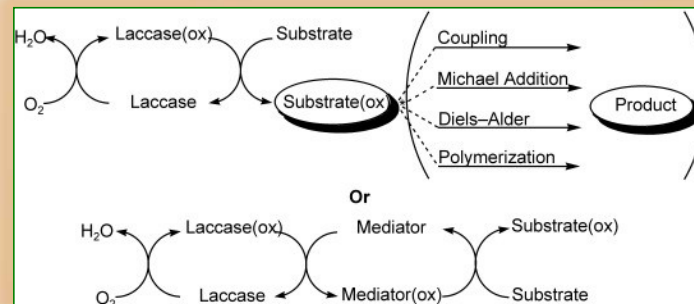 H₂O Laccase(ox) Substrate Coupling
Michael Addition
O₂ Laccase Substrate(ox) Product
Diels–Alder
Polymerization
Or
H₂O Laccase(ox) Mediator Substrate(ox)
O₂ Laccase Mediator(ox) Substrate